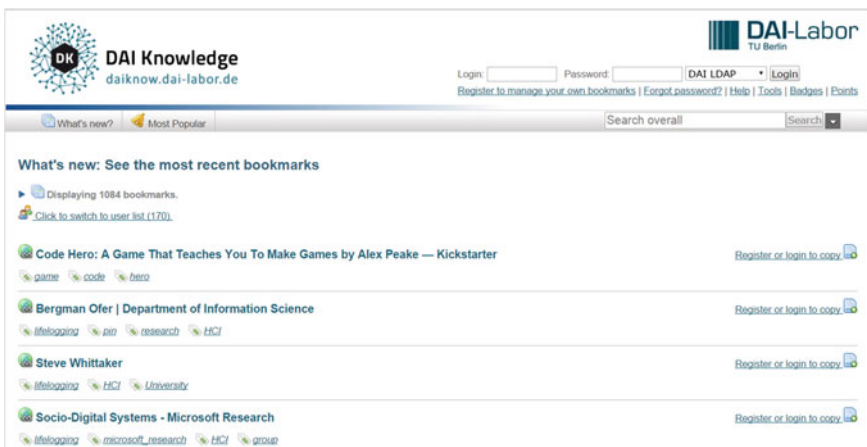 DK
DAI Knowledge
daiknow.dai-labor.de
DAI-Labor
TU Berlin
Login: Password: DAI LDAP Login
Register to manage your own bookmarks | Forgot password? | Help | Tools | Badges | Points
What's new? Most Popular Search overall Search
What's new: See the most recent bookmarks
Displaying 1084 bookmarks.
Click to switch to user list (170).
Code Hero: A Game That Teaches You To Make Games by Alex Peake — Kickstarter Register or login to copy
game code hero
Bergman Ofer | Department of Information Science Register or login to copy
lifelogging pin research HCI
Steve Whittaker Register or login to copy
lifelogging HCI University
Socio-Digital Systems - Microsoft Research Register or login to copy
lifelogging microsoft_research HCI group